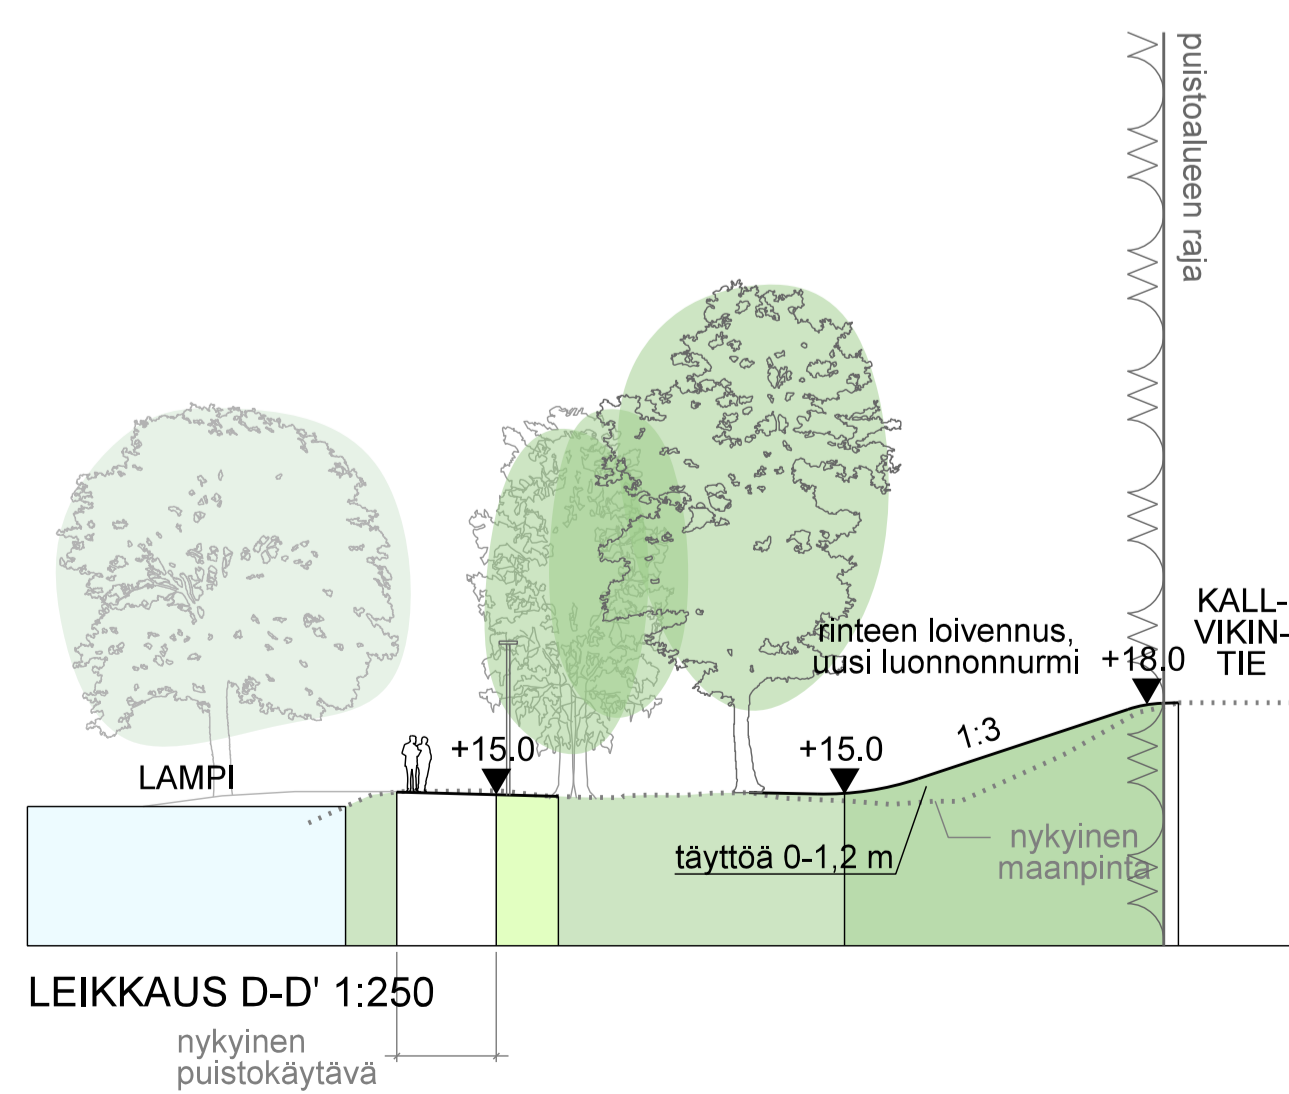 puistoalueen raja
KALL-
VIKIN-
TIE
rinteen loivennus,
uusi luonnonnurmi
+18.0
1:3
+15.0
+15.0
LAMPI
täyttöä 0-1,2 m
nykyinen
maanpinta
LEIKKAUS D-D' 1:250
nykyinen
puistokäytävä